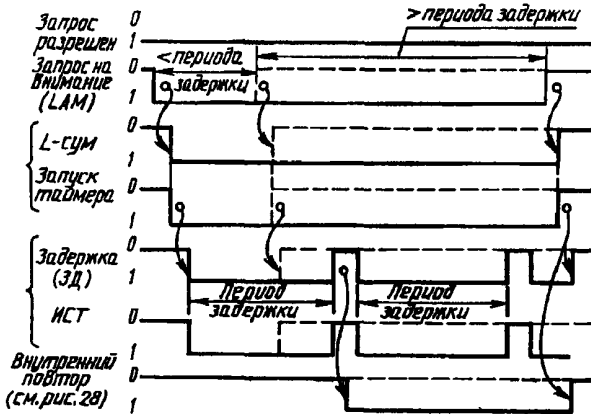 Запрос
разрешен
0
1
> периода задержки
Запрос на
внимание
(LAM)
0
1
< периода
задержки
L-сум
0
1
Запуск
таймера
0
1
Задержка
(ЗД)
0
1
Период
задержки
Период
задержки
ИСТ
0
1
Внутренний
повтор
(см. рис. 28)
0
1